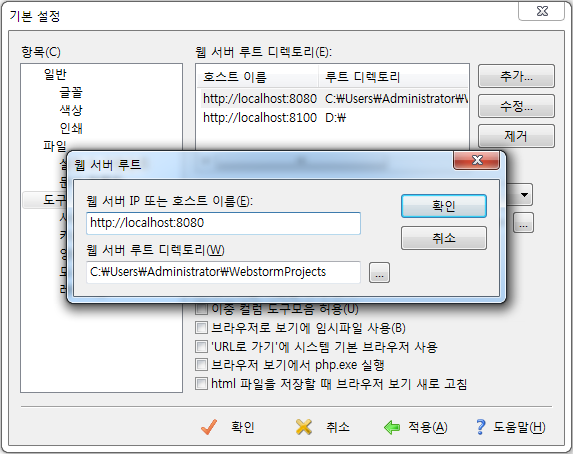 기본 설정
항목(C)
일반
글꼴
색상
인쇄
파일
도구
웹 서버 루트 디렉토리(E):
호스트 이름 루트 디렉토리
http://localhost:8080 C:₩Users₩Administrator₩
http://localhost:8100 D:₩
추가...
수정...
제거
웹 서버 루트
웹 서버 IP 또는 호스트 이름(E):
http://localhost:8080
웹 서버 루트 디렉토리(W)
C:₩Users₩Administrator₩WebstormProjects
...
확인
취소
...
이중 컬럼 도구모음 허용(U)
브라우저로 보기에 임시파일 사용(B)
'URL로 가기'에 시스템 기본 브라우저 사용
브라우저 보기에서 php.exe 실행
html 파일을 저장할 때 브라우저 보기 새로 고침
확인 취소 적용(A) 도움말(H)